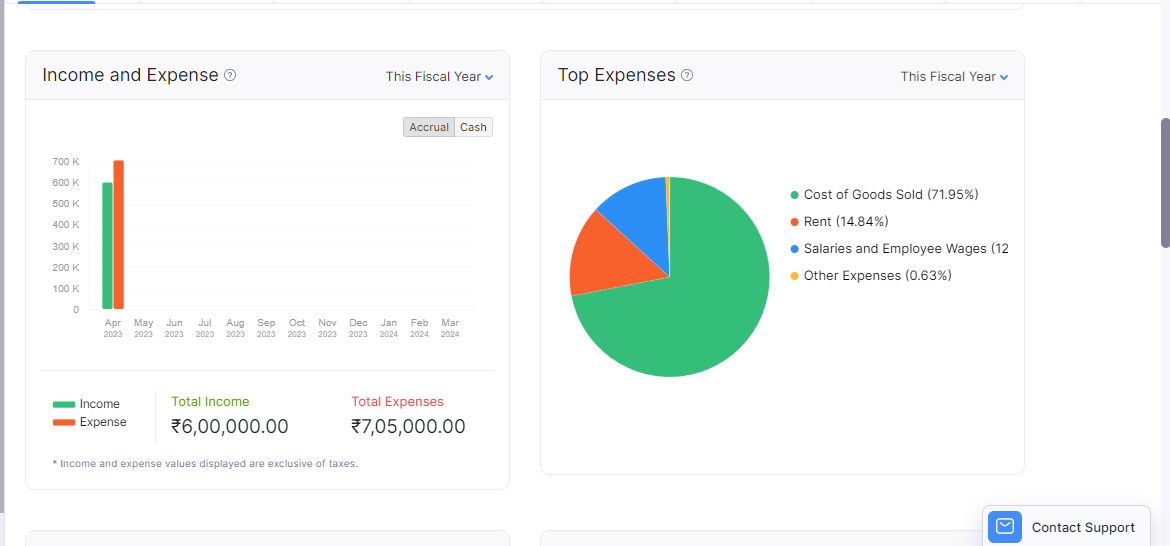 Income and Expense
This Fiscal Year
Accrual Cash
700 K
600 K
500 K
400 K
300 K
200 K
100 K
0
Apr May Jun Jul Aug Sep Oct Nov Dec Jan Feb Mar
2023 2023 2023 2023 2023 2023 2023 2023 2023 2024 2024 2024
Income
Expense
Total Income
₹6,00,000.00
Total Expenses
₹7,05,000.00
* Income and expense values displayed are exclusive of taxes.
Top Expenses
This Fiscal Year
Cost of Goods Sold (71.95%)
Rent (14.84%)
Salaries and Employee Wages (12
Other Expenses (0.63%)
Contact Support